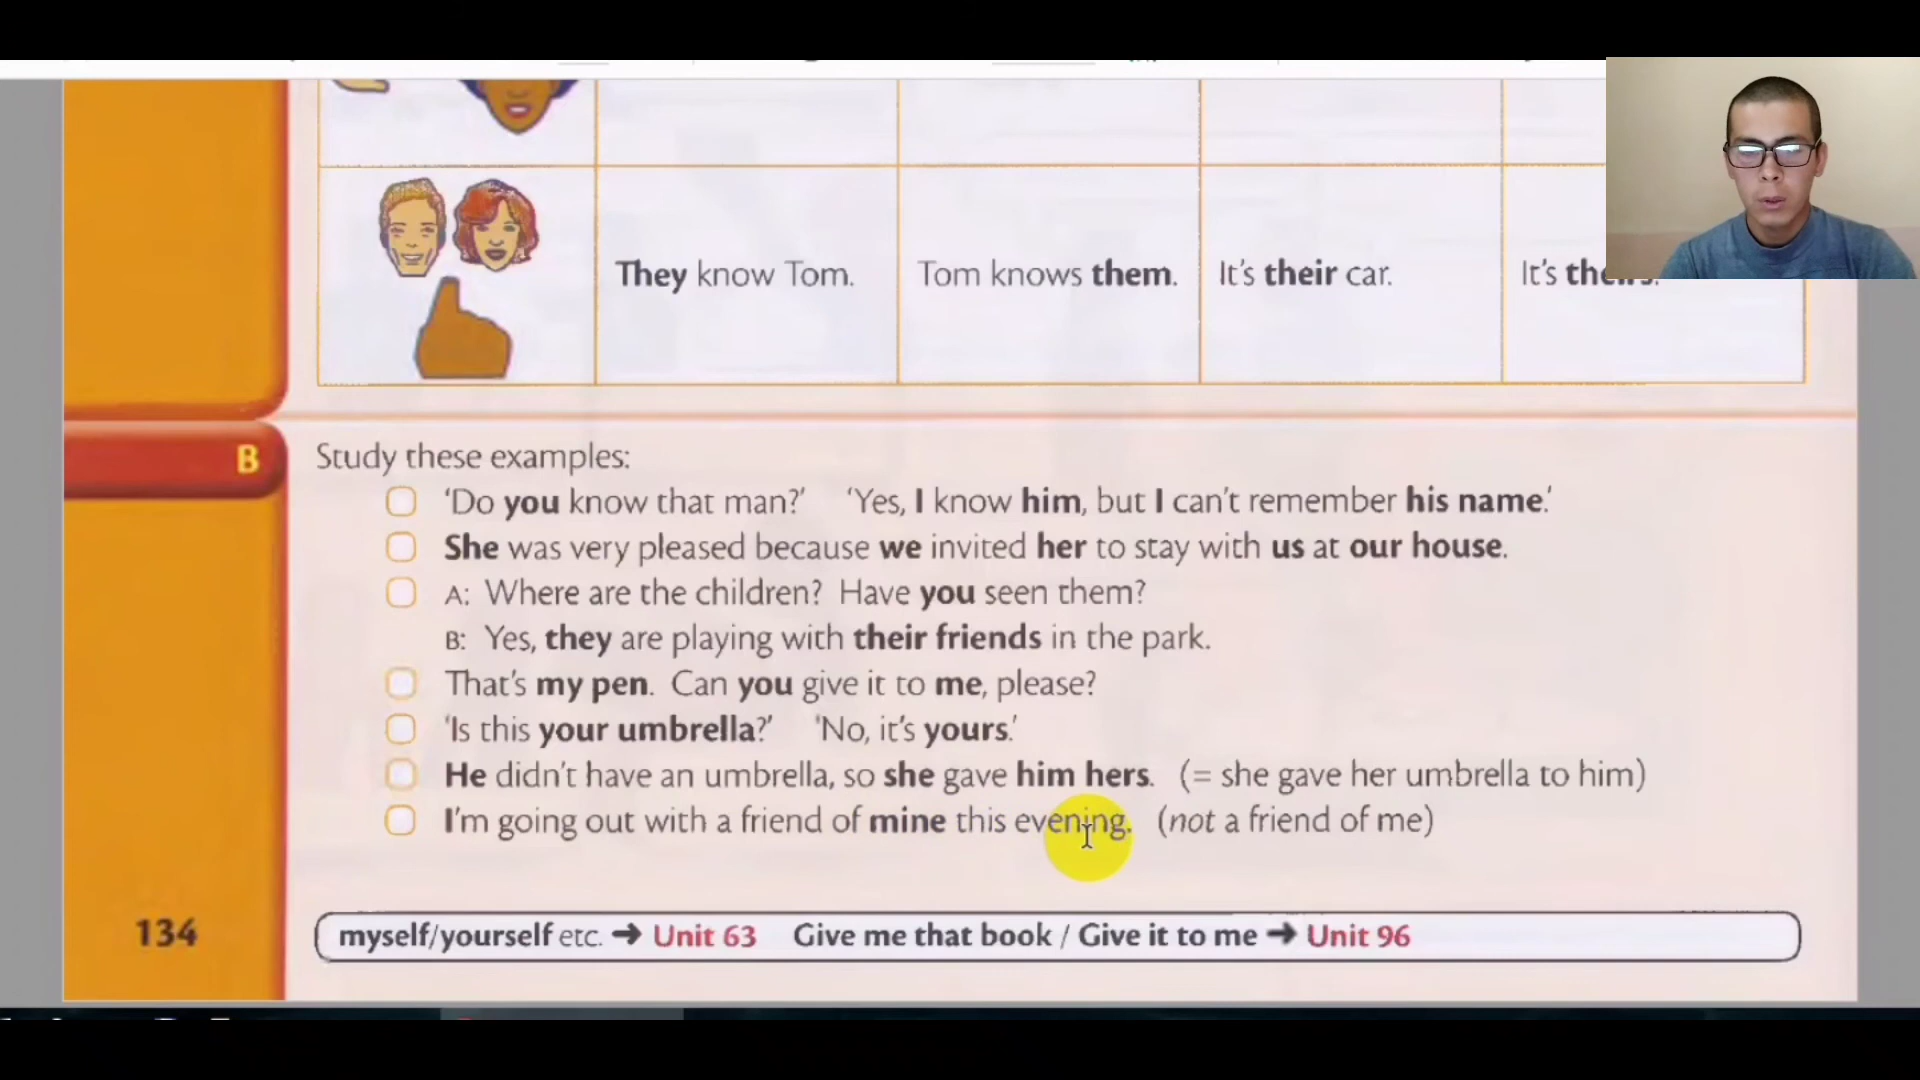 They know Tom.
Tom knows them.
It's their car.
It's theirs.
B
Study these examples:
'Do you know that man?' 'Yes, I know him, but I can't remember his name.'
She was very pleased because we invited her to stay with us at our house.
A: Where are the children? Have you seen them?
B: Yes, they are playing with their friends in the park.
That's my pen. Can you give it to me, please?
'Is this your umbrella?' 'No, it's yours.'
He didn't have an umbrella, so she gave him hers. (= she gave her umbrella to him)
I'm going out with a friend of mine this evening. (not a friend of me)
134
myself/yourself etc. → Unit 63 Give me that book / Give it to me → Unit 96